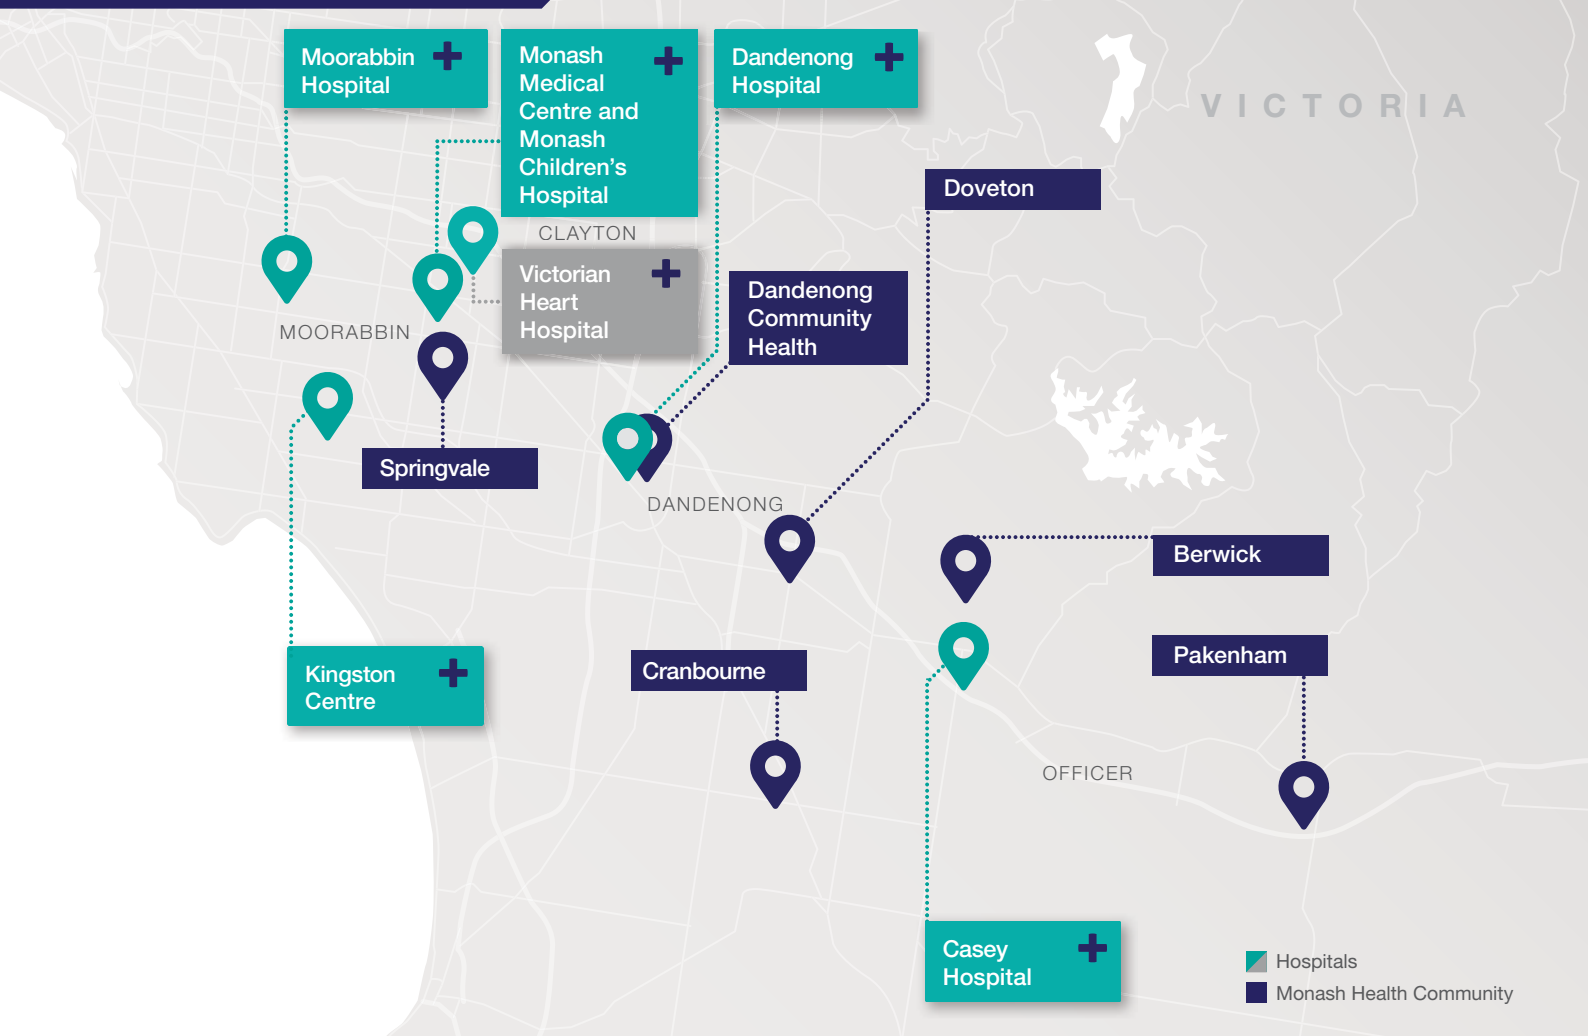 Moorabbin
Hospital
Monash
Medical
Centre and
Monash
Children’s
Hospital
Dandenong
Hospital
VICTORIA
Doveton
CLAYTON
Victorian
Heart
Hospital
Dandenong
Community
Health
MOORABBIN
Springvale
DANDENONG
Berwick
Kingston
Centre
Cranbourne
Pakenham
OFFICER
Casey
Hospital
Hospitals
Monash Health Community